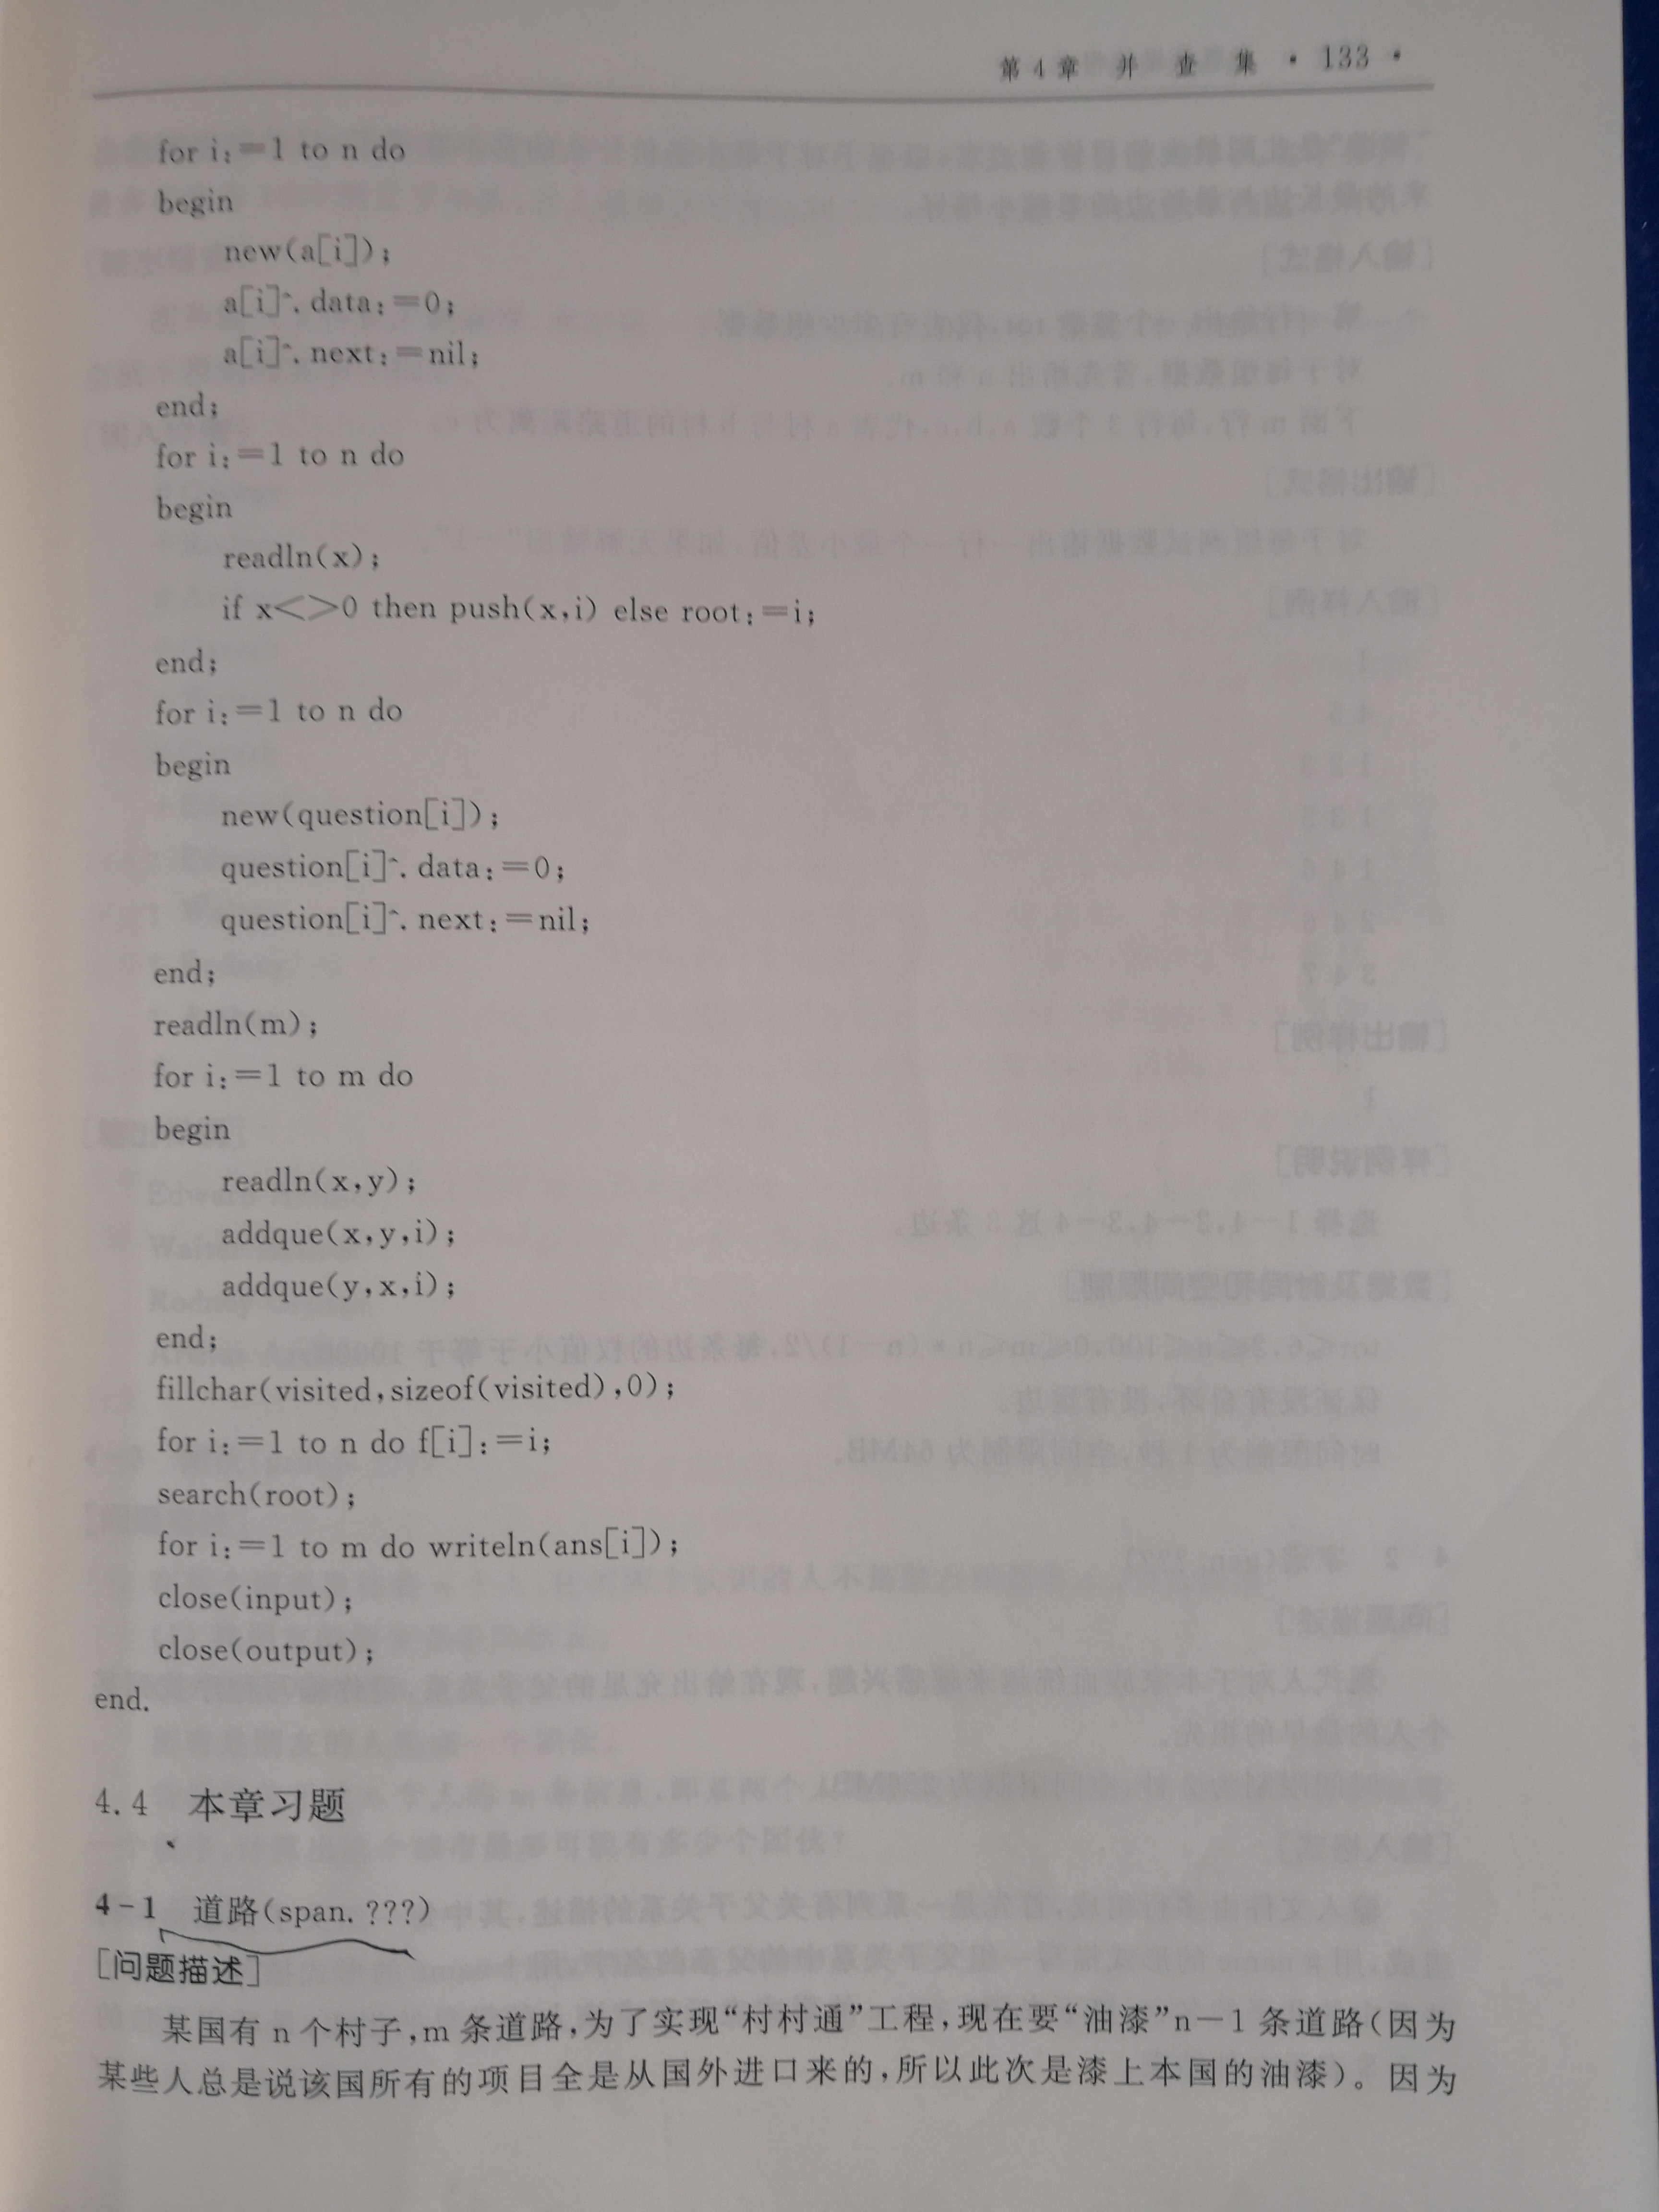 第4章 并 查 集 · 133 ·
for i:=1 to n do
begin
new(a[i]);
a[i]^. data:=0;
a[i]^. next:=nil;
end;
for i:=1 to n do
begin
readln(x);
if x<>0 then push(x,i) else root:=i;
end;
for i:=1 to n do
begin
new(question[i]);
question[i]^. data:=0;
question[i]^. next:=nil;
end;
readln(m);
for i:=1 to m do
begin
readln(x,y);
addque(x,y,i);
addque(y,x,i);
end;
fillchar(visited,sizeof(visited),0);
for i:=1 to n do f[i]:=i;
search(root);
for i:=1 to m do writeln(ans[i]);
close(input);
close(output);
end.
4.4 本章习题
4-1 道路(span. ???)
[问题描述]
某国有 n 个村子,m 条道路,为了实现“村村通”工程,现在要“油漆”n-1 条道路(因为
某些人总是说该国所有的项目全是从国外进口来的,所以此次是漆上本国的油漆)。因为